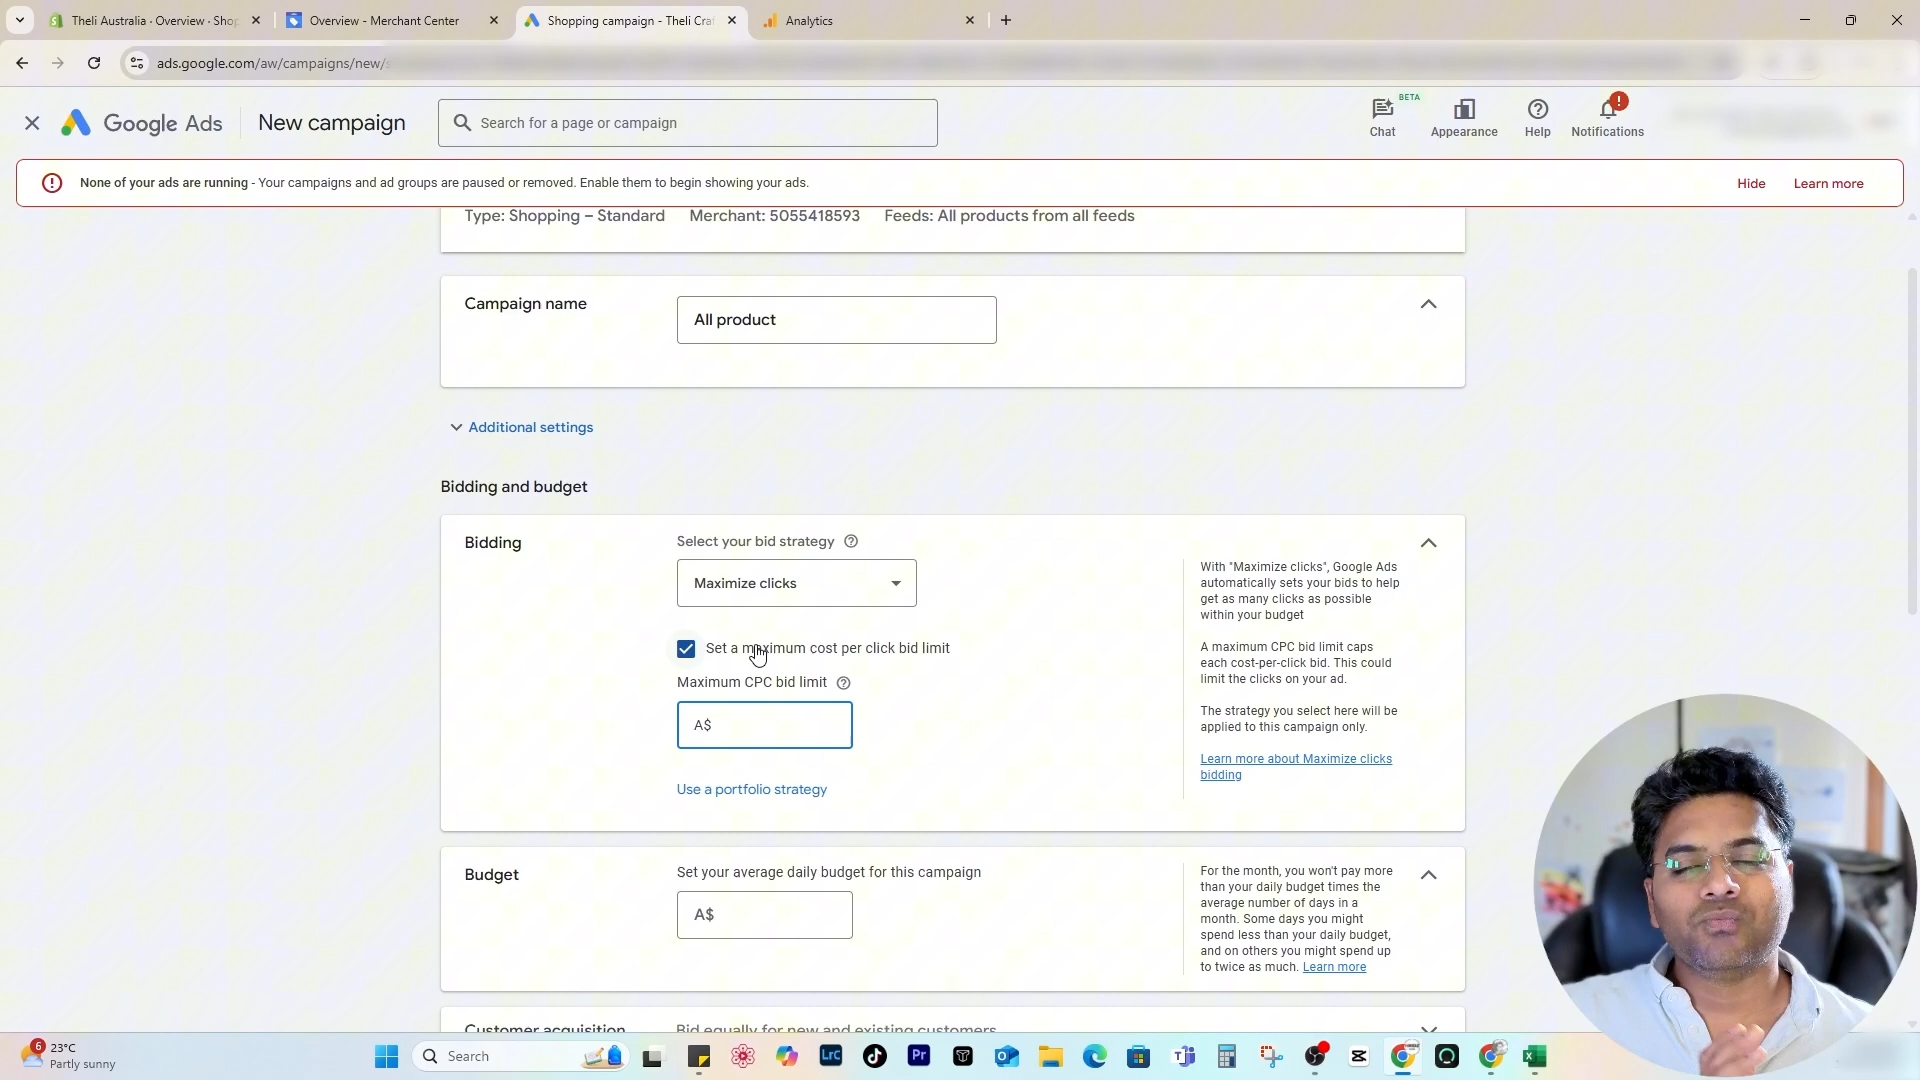 Theli Australia · Overview · Shop
Overview - Merchant Center
Shopping campaign - Theli Craf
Analytics
ads.google.com/aw/campaigns/new/
Google Ads
New campaign
Search for a page or campaign
BETA
Chat
Appearance
Help
Notifications
None of your ads are running - Your campaigns and ad groups are paused or removed. Enable them to begin showing your ads.
Hide
Learn more
Type: Shopping – Standard
Merchant: 5055418593
Feeds: All products from all feeds
Campaign name
All product
Additional settings
Bidding and budget
Bidding
Select your bid strategy
Maximize clicks
Set a maximum cost per click bid limit
Maximum CPC bid limit
A$
Use a portfolio strategy
With "Maximize clicks", Google Ads
automatically sets your bids to help
get as many clicks as possible
within your budget
A maximum CPC bid limit caps
each cost-per-click bid. This could
limit the clicks on your ad.
The strategy you select here will be
applied to this campaign only.
Learn more about Maximize clicks
bidding
Budget
Set your average daily budget for this campaign
A$
For the month, you won't pay more
than your daily budget times the
average number of days in a
month. Some days you might
spend less than your daily budget,
and on others you might spend up
to twice as much. Learn more
Customer acquisition
Bid equally for new and existing customers
6
23°C
Partly sunny
Search
LrC
Pr